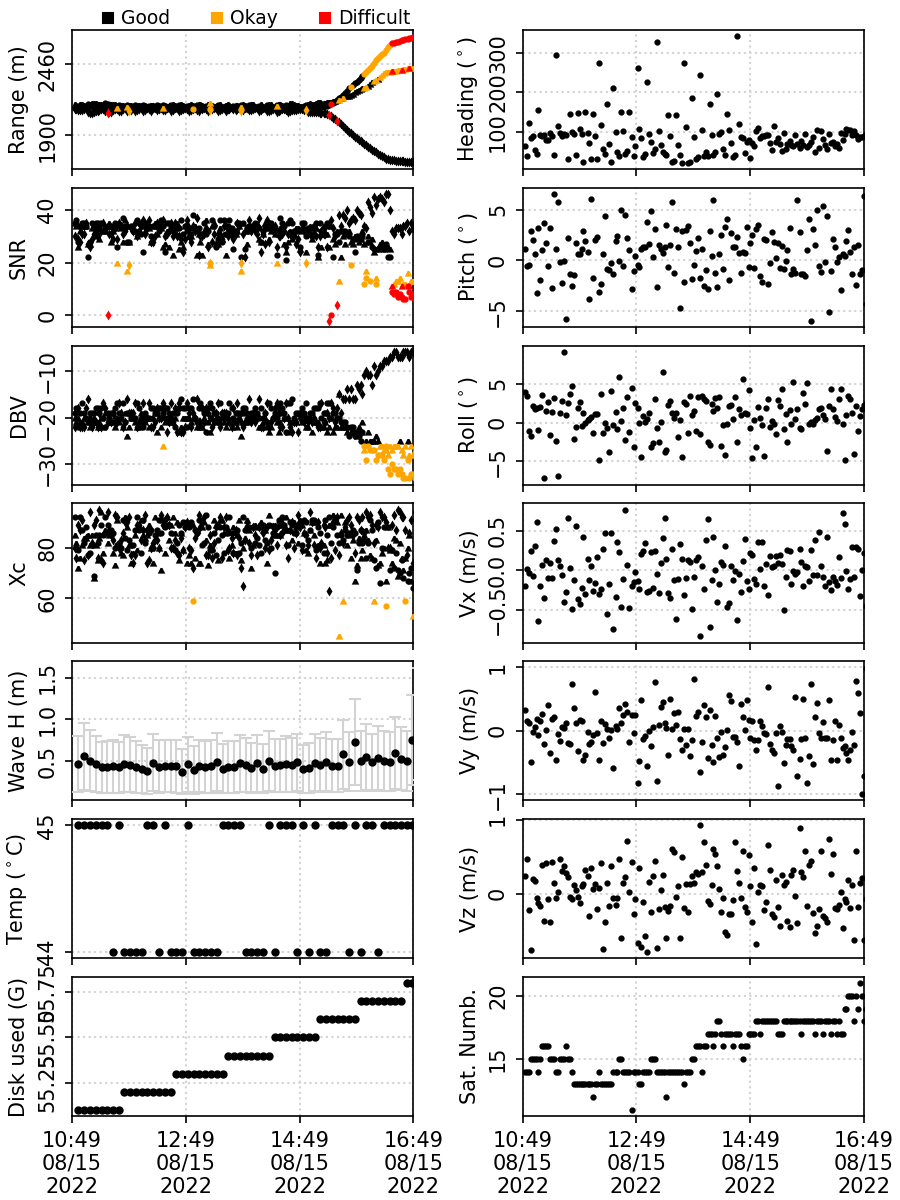 Good Okay Difficult
Range (m)
2460
1900
Heading (°)
300
200
100
SNR
40
20
0
Pitch (°)
5
0
−5
DBV
−10
−20
−30
Roll (°)
5
0
−5
Xc
80
60
Vx (m/s)
0.5
0.0
−0.5
Wave H (m)
1.5
1.0
0.5
Vy (m/s)
1
0
−1
Temp (°C)
45
44
Vz (m/s)
1
0
Disk used (G)
55.75
55.5
55.25
Sat. Numb.
20
15
10:49 12:49 14:49 16:49 10:49 12:49 14:49 16:49
08/15 08/15 08/15 08/15 08/15 08/15 08/15 08/15
2022 2022 2022 2022 2022 2022 2022 2022